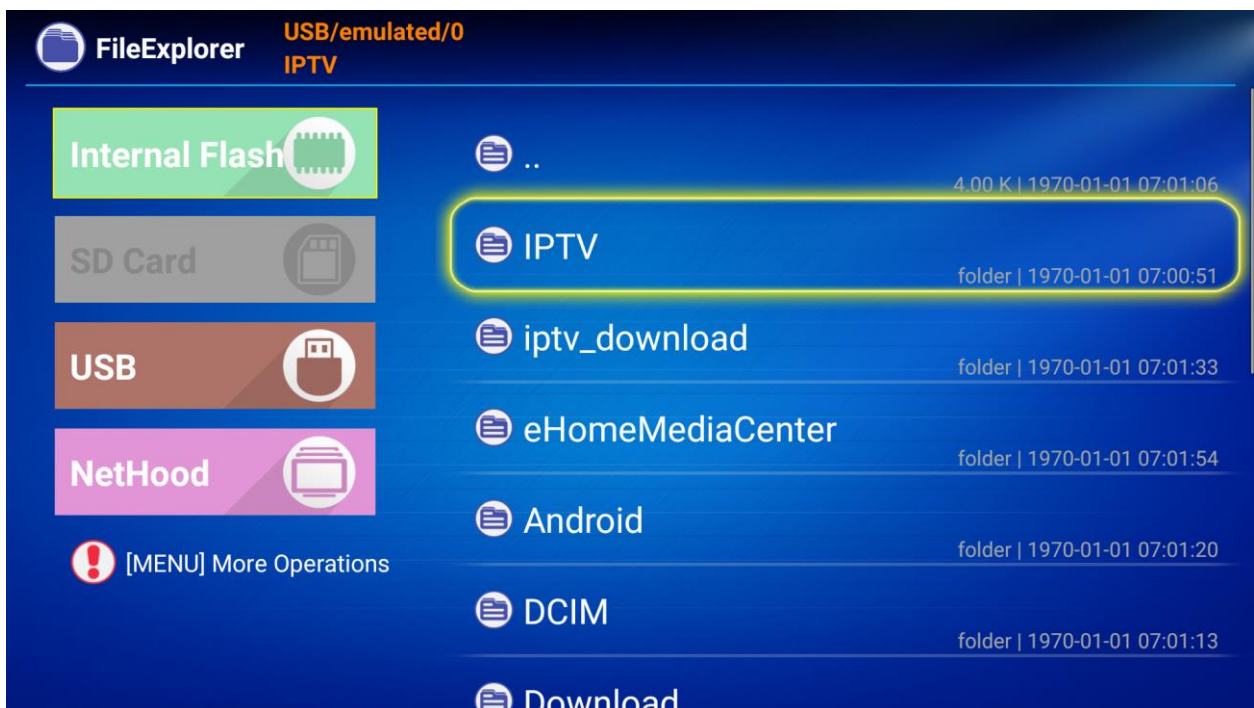 FileExplorer
USB/emulated/0
IPTV
Internal Flash
SD Card
USB
NetHood
[MENU] More Operations
..
4.00 K | 1970-01-01 07:01:06
IPTV
folder | 1970-01-01 07:00:51
iptv_download
folder | 1970-01-01 07:01:33
eHomeMediaCenter
folder | 1970-01-01 07:01:54
Android
folder | 1970-01-01 07:01:20
DCIM
folder | 1970-01-01 07:01:13
Download